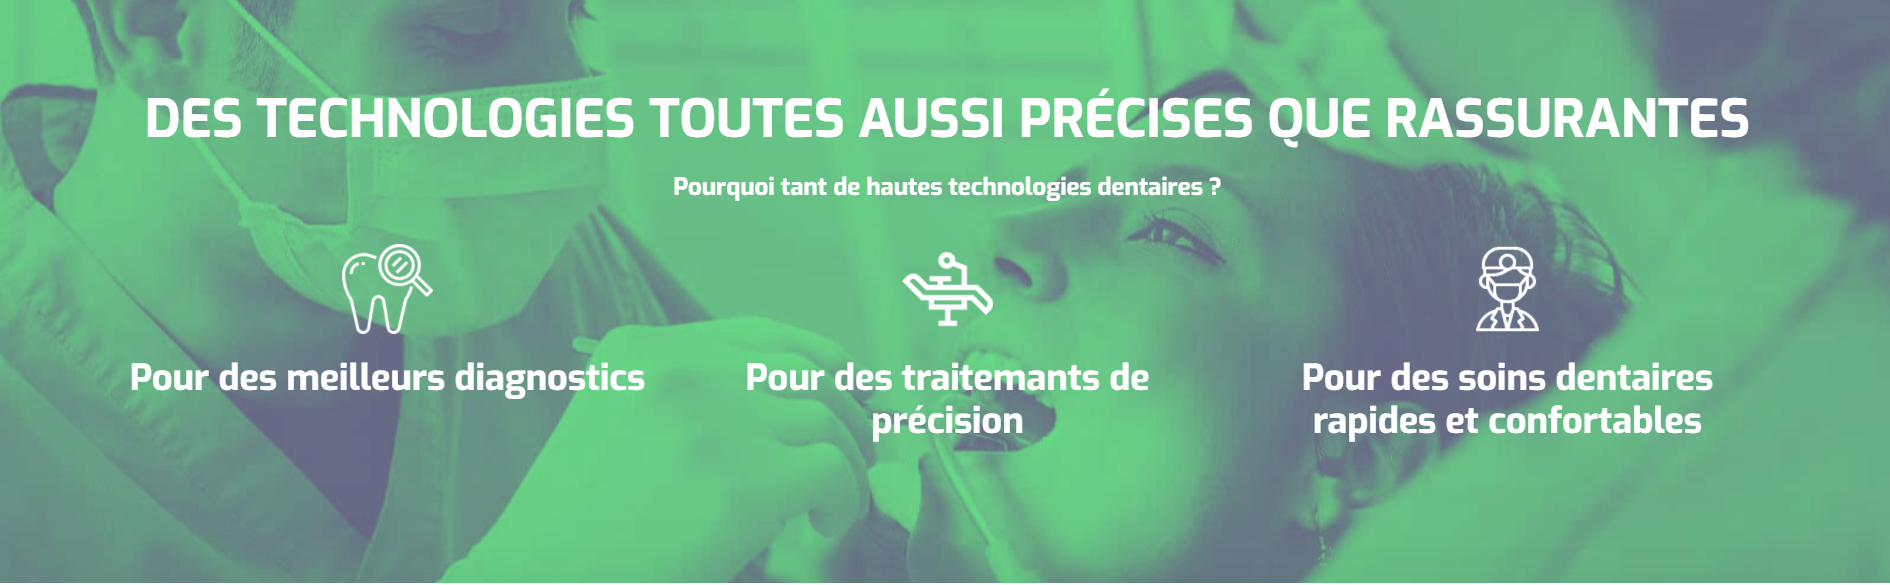 DES TECHNOLOGIES TOUTES AUSSI PRÉCISES QUE RASSURANTES
Pourquoi tant de hautes technologies dentaires ?
Pour des meilleurs diagnostics
Pour des traitemants de
précision
Pour des soins dentaires
rapides et confortables